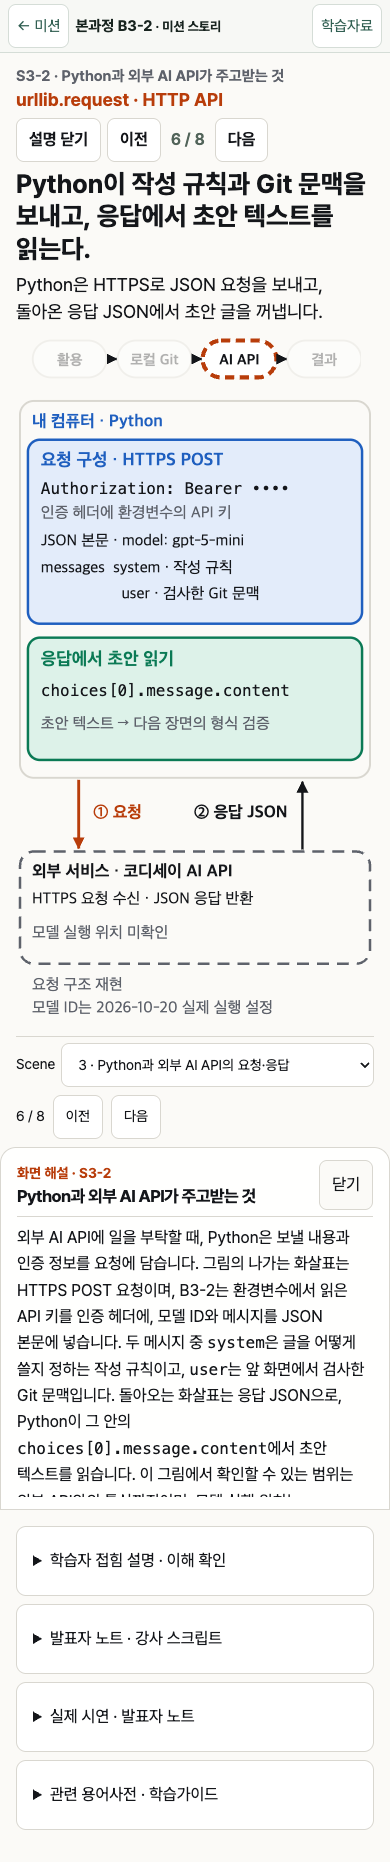 ← 미션
본과정 B3-2 · 미션 스토리
학습자료
S3-2 · Python과 외부 AI API가 주고받는 것
urllib.request · HTTP API
설명 닫기
이전
6 / 8
다음
Python이 작성 규칙과 Git 문맥을
보내고, 응답에서 초안 텍스트를
읽는다.
Python은 HTTPS로 JSON 요청을 보내고,
돌아온 응답 JSON에서 초안 글을 꺼냅니다.
활용
로컬 Git
AI API
결과
내 컴퓨터 · Python
요청 구성 · HTTPS POST
Authorization: Bearer ••••
인증 헤더에 환경변수의 API 키
JSON 본문 · model: gpt-5-mini
messages system · 작성 규칙
user · 검사한 Git 문맥
응답에서 초안 읽기
choices[0].message.content
초안 텍스트 → 다음 장면의 형식 검증
① 요청
② 응답 JSON
외부 서비스 · 코디세이 AI API
HTTPS 요청 수신 · JSON 응답 반환
모델 실행 위치 미확인
요청 구조 재현
모델 ID는 2026-10-20 실제 실행 설정
Scene
3 · Python과 외부 AI API의 요청·응답
6 / 8
이전
다음
화면 해설 · S3-2
Python과 외부 AI API가 주고받는 것
닫기
외부 AI API에 일을 부탁할 때, Python은 보낼 내용과
인증 정보를 요청에 담습니다. 그림의 나가는 화살표는
HTTPS POST 요청이며, B3-2는 환경변수에서 읽은
API 키를 인증 헤더에, 모델 ID와 메시지를 JSON
본문에 넣습니다. 두 메시지 중 system은 글을 어떻게
쓸지 정하는 작성 규칙이고, user는 앞 화면에서 검사한
Git 문맥입니다. 돌아오는 화살표는 응답 JSON으로,
Python이 그 안의
choices[0].message.content에서 초안
텍스트를 읽습니다. 이 그림에서 확인할 수 있는 범위는
▶ 학습자 접힘 설명 · 이해 확인
▶ 발표자 노트 · 강사 스크립트
▶ 실제 시연 · 발표자 노트
▶ 관련 용어사전 · 학습가이드